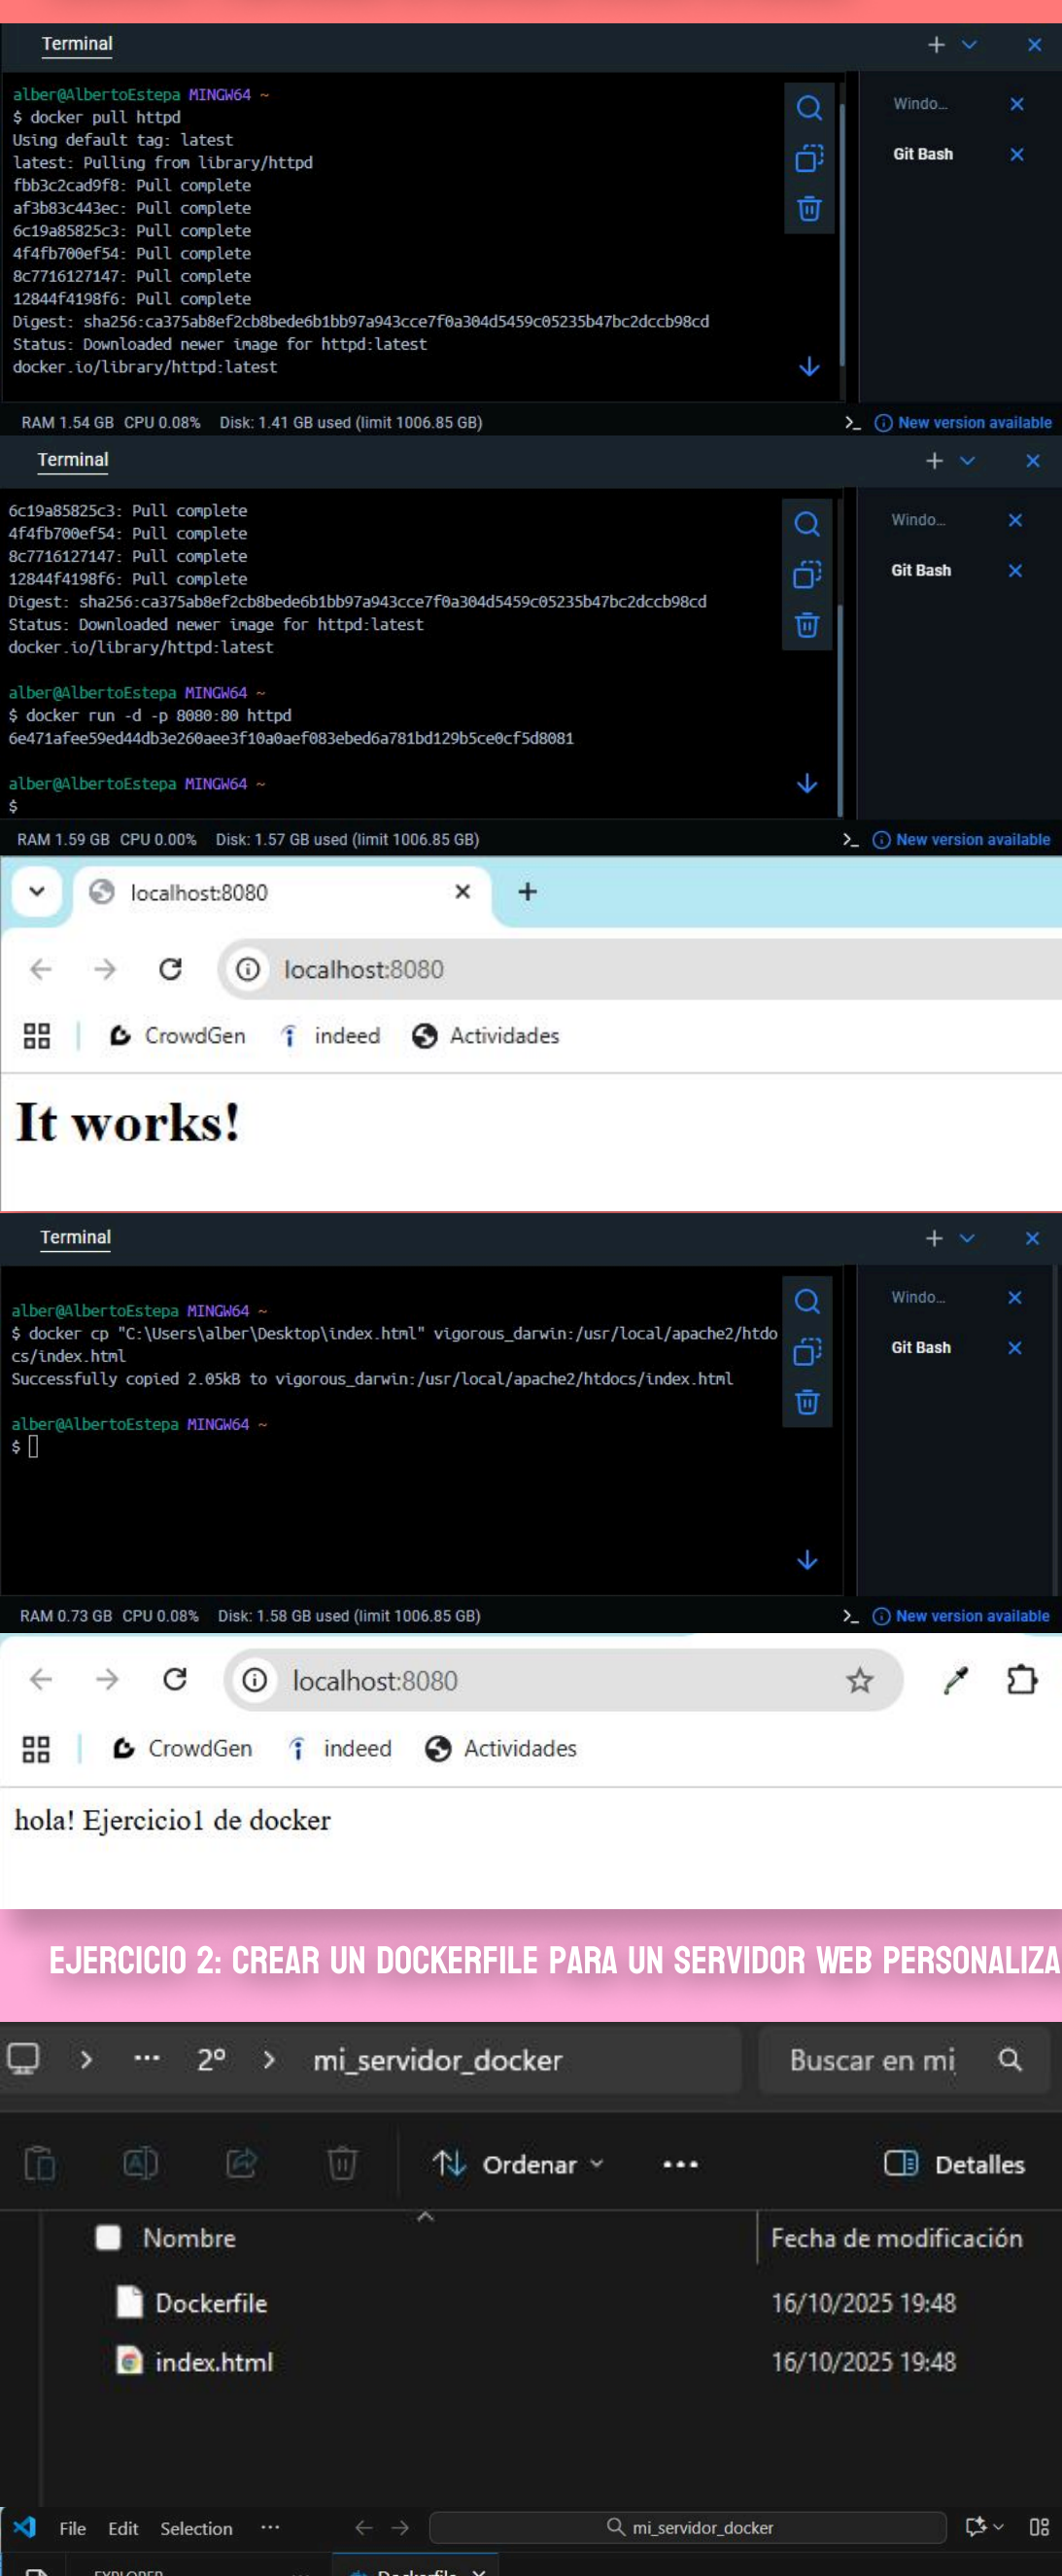 Terminal
alber@AlbertoEstepa MINGW64 ~
$ docker pull httpd
Using default tag: latest
latest: Pulling from library/httpd
fbb3c2cad9f8: Pull complete
af3b83c443ec: Pull complete
6c19a85825c3: Pull complete
4f4fb700ef54: Pull complete
8c7716127147: Pull complete
12844f4198f6: Pull complete
Digest: sha256:ca375ab8ef2cb8bede6b1bb97a943cce7f0a304d5459c05235b47bc2dccb98cd
Status: Downloaded newer image for httpd:latest
docker.io/library/httpd:latest
Windo...
Git Bash
RAM 1.54 GB CPU 0.08% Disk: 1.41 GB used (limit 1006.85 GB)
New version available
Terminal
6c19a85825c3: Pull complete
4f4fb700ef54: Pull complete
8c7716127147: Pull complete
12844f4198f6: Pull complete
Digest: sha256:ca375ab8ef2cb8bede6b1bb97a943cce7f0a304d5459c05235b47bc2dccb98cd
Status: Downloaded newer image for httpd:latest
docker.io/library/httpd:latest
alber@AlbertoEstepa MINGW64 ~
$ docker run -d -p 8080:80 httpd
6e471afee59ed44db3e260aee3f10a0aef083ebed6a781bd129b5ce0cf5d8081
alber@AlbertoEstepa MINGW64 ~
$
Windo...
Git Bash
RAM 1.59 GB CPU 0.00% Disk: 1.57 GB used (limit 1006.85 GB)
New version available
localhost:8080
localhost:8080
CrowdGen indeed Actividades
It works!
Terminal
alber@AlbertoEstepa MINGW64 ~
$ docker cp "C:\Users\alber\Desktop\index.html" vigorous_darwin:/usr/local/apache2/htdo
cs/index.html
Successfully copied 2.05kB to vigorous_darwin:/usr/local/apache2/htdocs/index.html
alber@AlbertoEstepa MINGW64 ~
$
Windo...
Git Bash
RAM 0.73 GB CPU 0.08% Disk: 1.58 GB used (limit 1006.85 GB)
New version available
localhost:8080
CrowdGen indeed Actividades
hola! Ejercicio1 de docker
EJERCICIO 2: CREAR UN DOCKERFILE PARA UN SERVIDOR WEB PERSONALIZA
... 2º > mi_servidor_docker
Buscar en mi
Ordenar ... Detalles
Nombre Fecha de modificación
Dockerfile 16/10/2025 19:48
index.html 16/10/2025 19:48
File Edit Selection ... mi_servidor_docker
EXPLORER ... Dockerfile